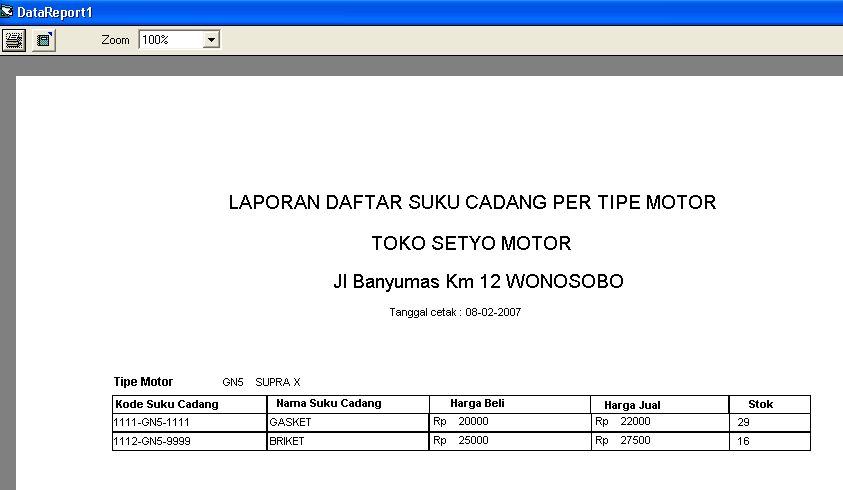 DataReport1
Zoom 100%
LAPORAN DAFTAR SUKU CADANG PER TIPE MOTOR
TOKO SETYO MOTOR
Jl Banyumas Km 12 WONOSOBO
Tanggal cetak : 08-02-2007
Tipe Motor GN5 SUPRA X
Kode Suku Cadang Nama Suku Cadang Harga Beli Harga Jual Stok
1111-GN5-1111 GASKET Rp 20000 Rp 22000 29
1112-GN5-9999 BRIKET Rp 25000 Rp 27500 16